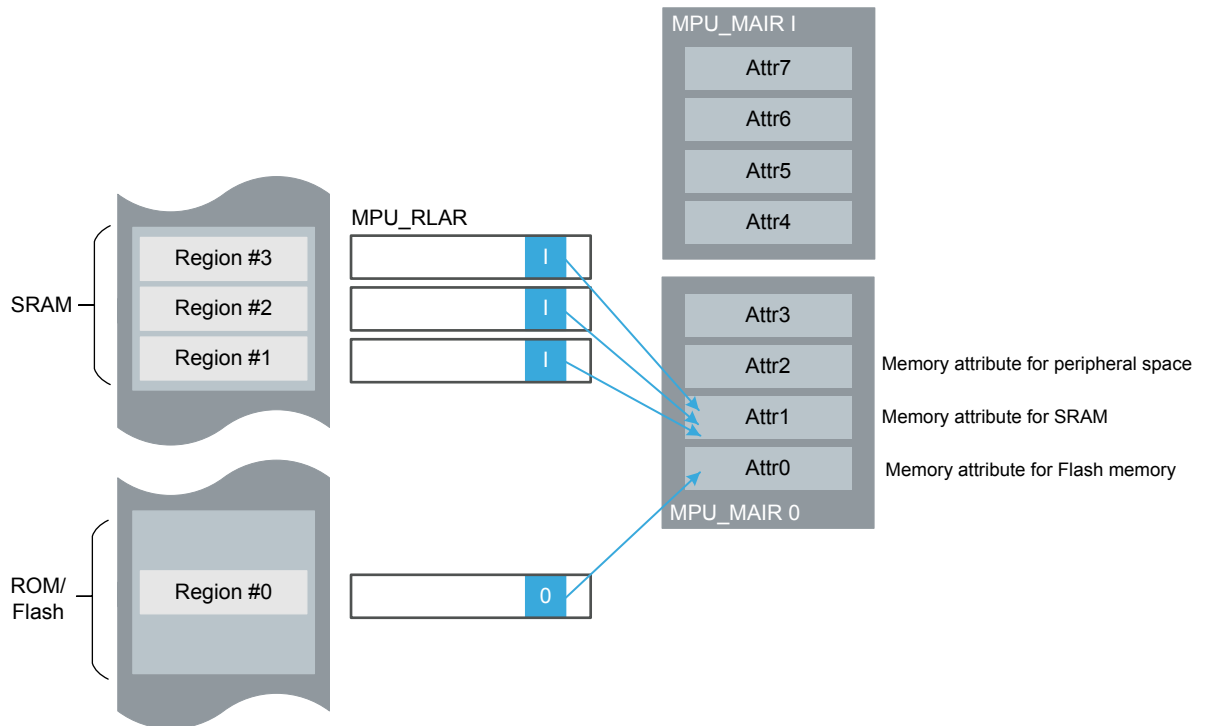 MPU_MAIR I
Attr7
Attr6
Attr5
Attr4
MPU_RLAR
SRAM
Region #3
I
Region #2
I
Region #1
I
Attr3
Attr2
Memory attribute for peripheral space
Attr1
Memory attribute for SRAM
Attr0
Memory attribute for Flash memory
MPU_MAIR 0
ROM/
Flash
Region #0
0